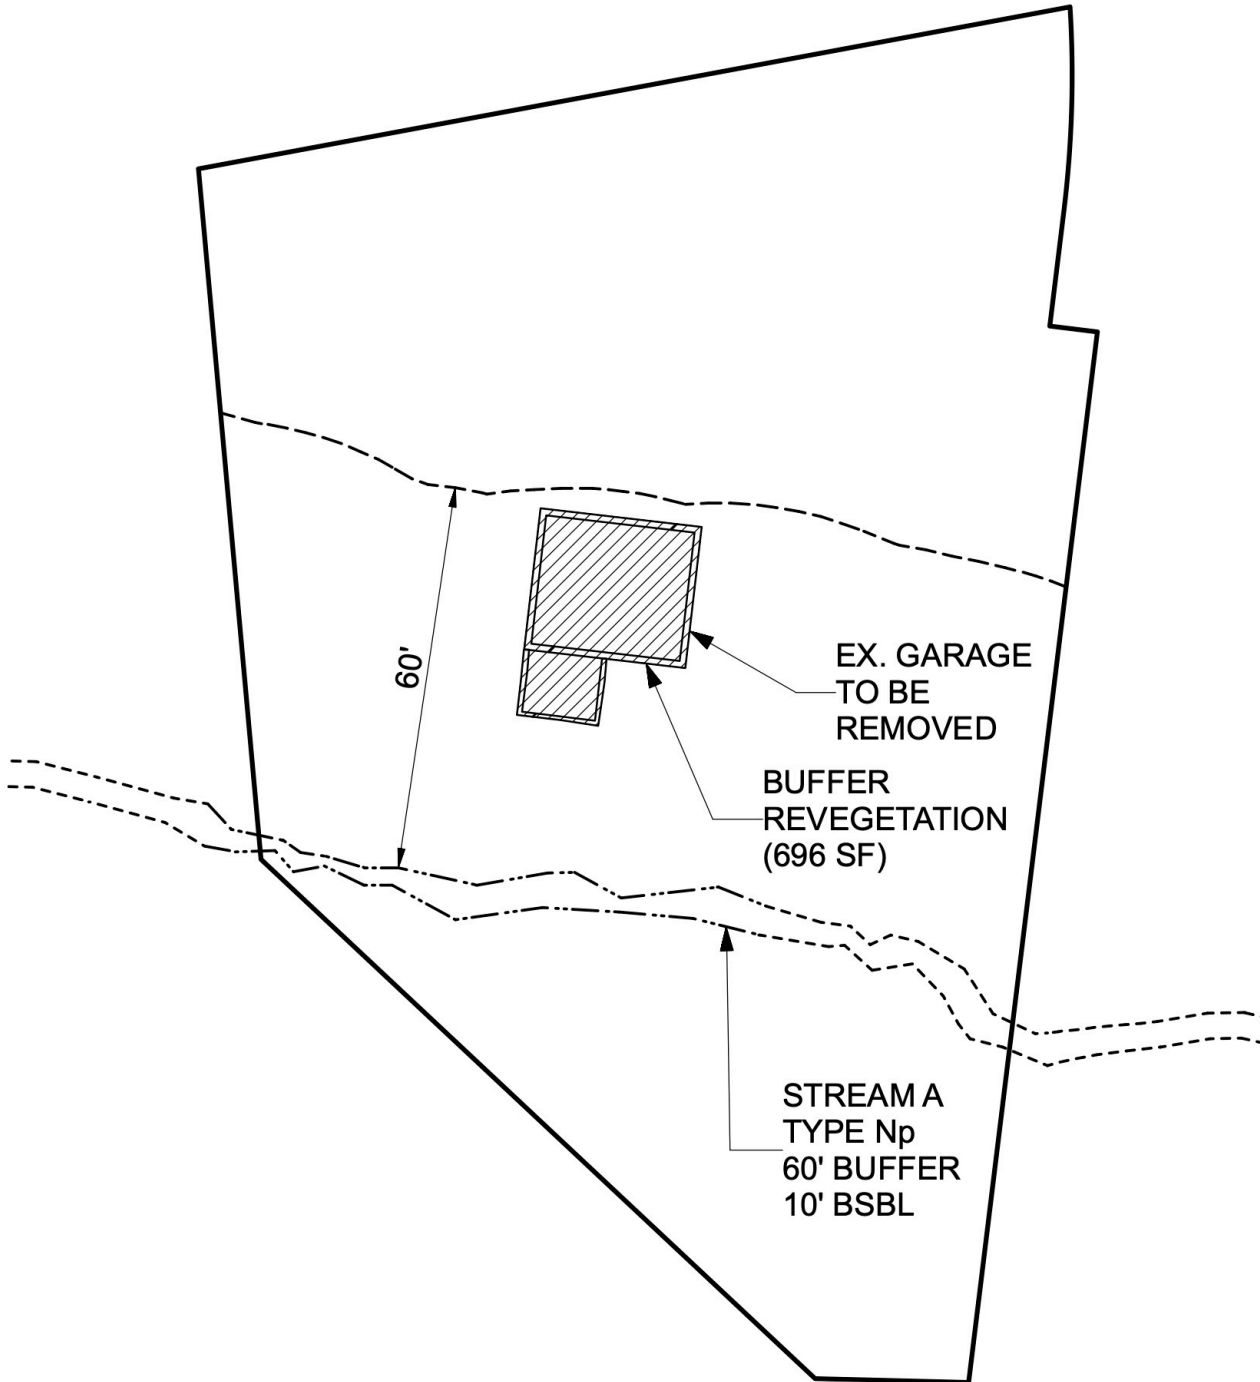 60'
EX. GARAGE
TO BE
REMOVED
BUFFER
REVEGETATION
(696 SF)
STREAM A
TYPE Np
60' BUFFER
10' BSBL